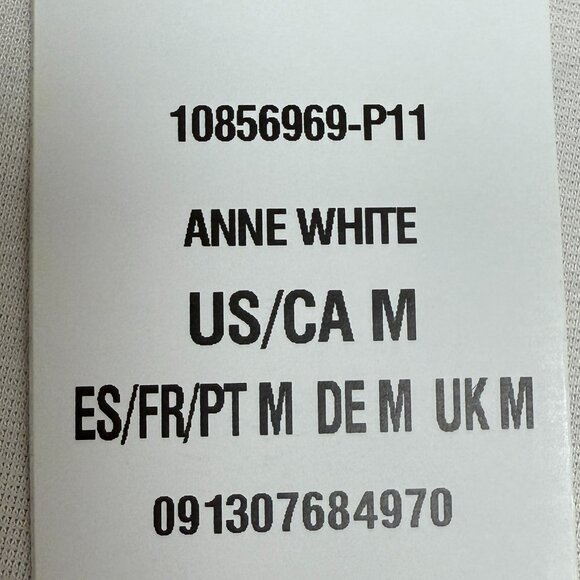 10856969-P11
ANNE WHITE
US/CA M
ES/FR/PT M DE M UK M
091307684970